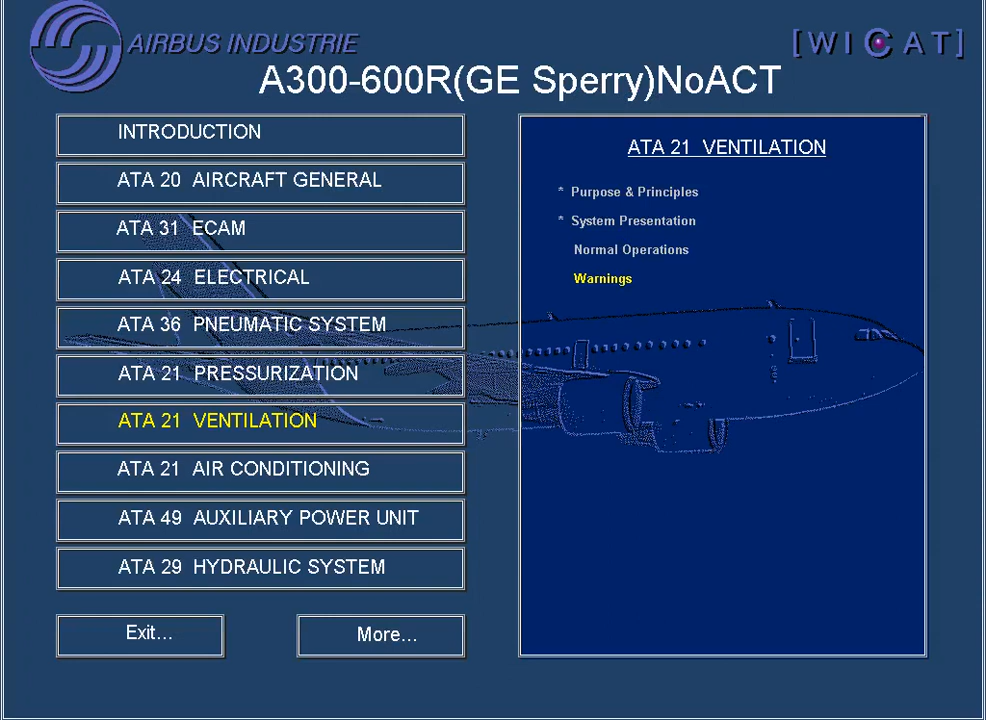 AIRBUS INDUSTRIE
[WICAT]
A300-600R(GE Sperry)NoACT
INTRODUCTION
ATA 20 AIRCRAFT GENERAL
ATA 31 ECAM
ATA 24 ELECTRICAL
ATA 36 PNEUMATIC SYSTEM
ATA 21 PRESSURIZATION
ATA 21 VENTILATION
ATA 21 AIR CONDITIONING
ATA 49 AUXILIARY POWER UNIT
ATA 29 HYDRAULIC SYSTEM
Exit...
More...
ATA 21 VENTILATION
* Purpose & Principles
* System Presentation
Normal Operations
Warnings